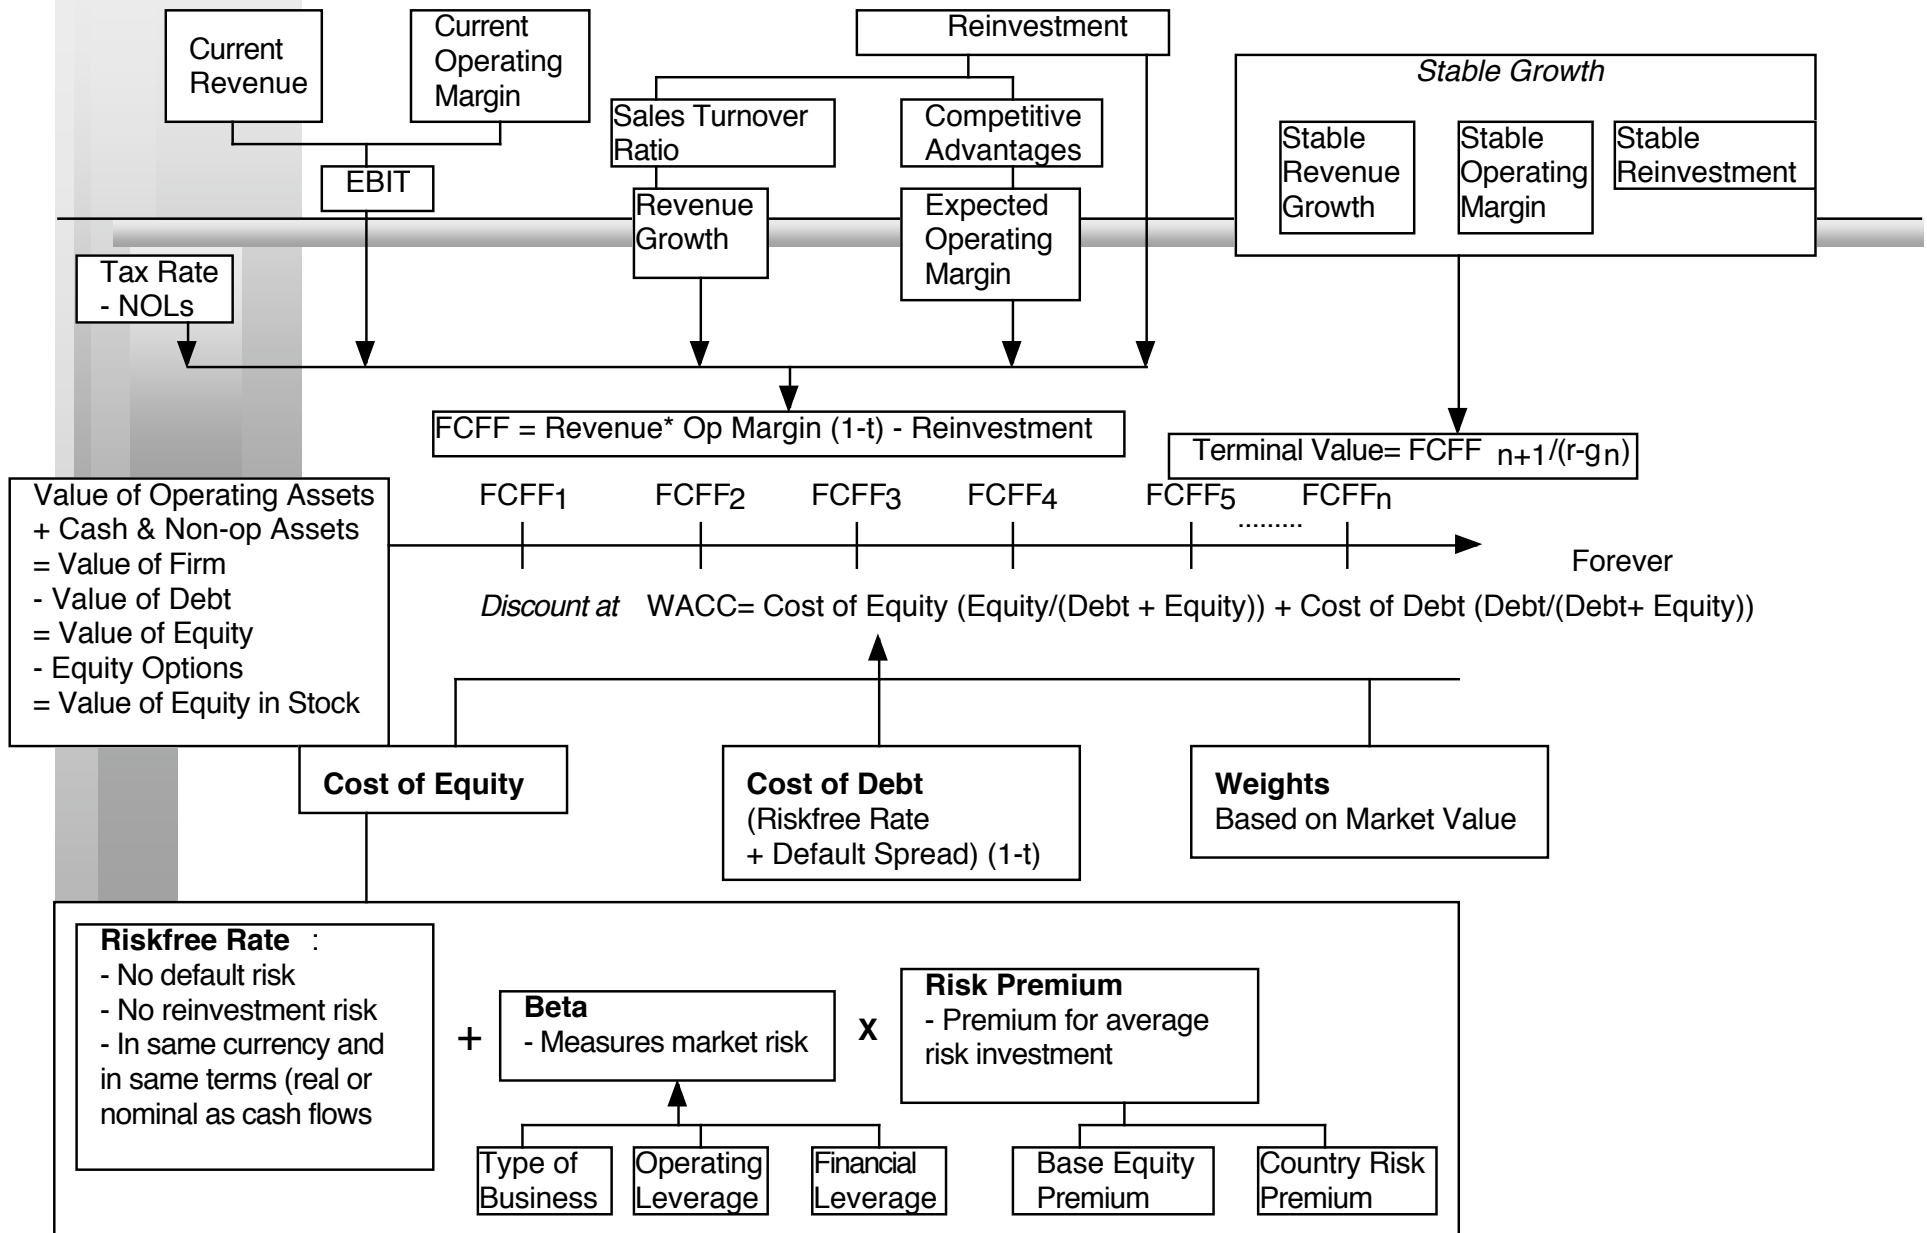 Current
Revenue
Current
Operating
Margin
Reinvestment
Stable Growth
Sales Turnover
Ratio
Competitive
Advantages
Stable
Revenue
Growth
Stable
Operating
Margin
Stable
Reinvestment
EBIT
Revenue
Growth
Expected
Operating
Margin
Tax Rate
- NOLs
FCFF = Revenue* Op Margin (1-t) - Reinvestment
Terminal Value= FCFF n+1/(r-gn)
Value of Operating Assets
+ Cash & Non-op Assets
= Value of Firm
- Value of Debt
= Value of Equity
- Equity Options
= Value of Equity in Stock
FCFF1 FCFF2 FCFF3 FCFF4 FCFF5 ......... FCFFn
Forever
Discount at WACC= Cost of Equity (Equity/(Debt + Equity)) + Cost of Debt (Debt/(Debt+ Equity))
Cost of Equity
Cost of Debt
(Riskfree Rate
+ Default Spread) (1-t)
Weights
Based on Market Value
Riskfree Rate :
- No default risk
- No reinvestment risk
- In same currency and
in same terms (real or
nominal as cash flows
+
Beta
- Measures market risk
X
Risk Premium
- Premium for average
risk investment
Type of
Business
Operating
Leverage
Financial
Leverage
Base Equity
Premium
Country Risk
Premium